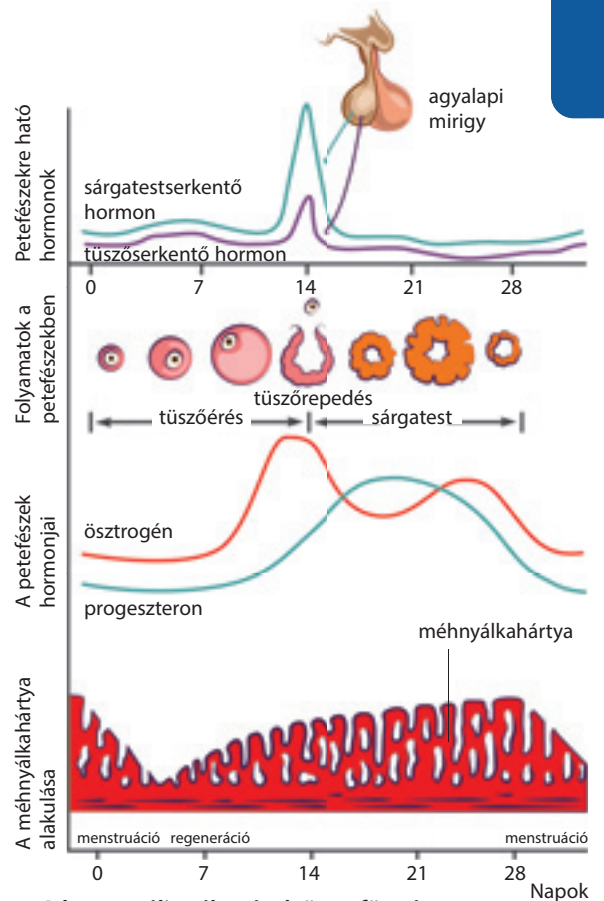 Petefészekre ható
hormonok
agyalapi
mirigy
sárgatestserkentő
hormon
tüszőserkentő hormon
0 7 14 21 28
Folyamatok a
petefészekben
tüszőrepedés
tüszőérés
sárgatest
A petefészek
hormonjai
ösztrogén
progeszteron
méhnyálkahártya
A méhnyálkahártya
alakulása
menstruáció regeneráció menstruáció
0 7 14 21 28
Napok